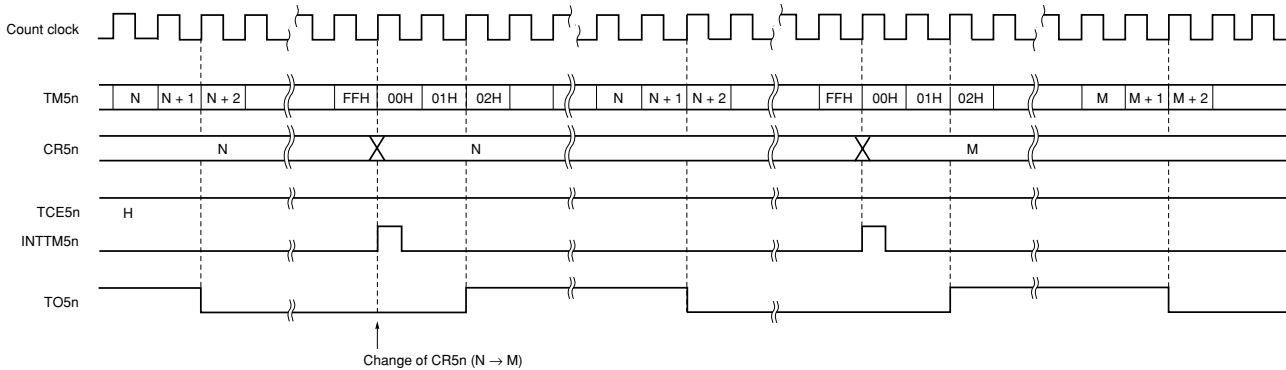 Count clock
TM5n N N + 1 N + 2 FFH 00H 01H 02H N N + 1 N + 2 FFH 00H 01H 02H M M + 1 M + 2
CR5n N N M
TCE5n H
INTTM5n
TO5n
Change of CR5n (N → M)